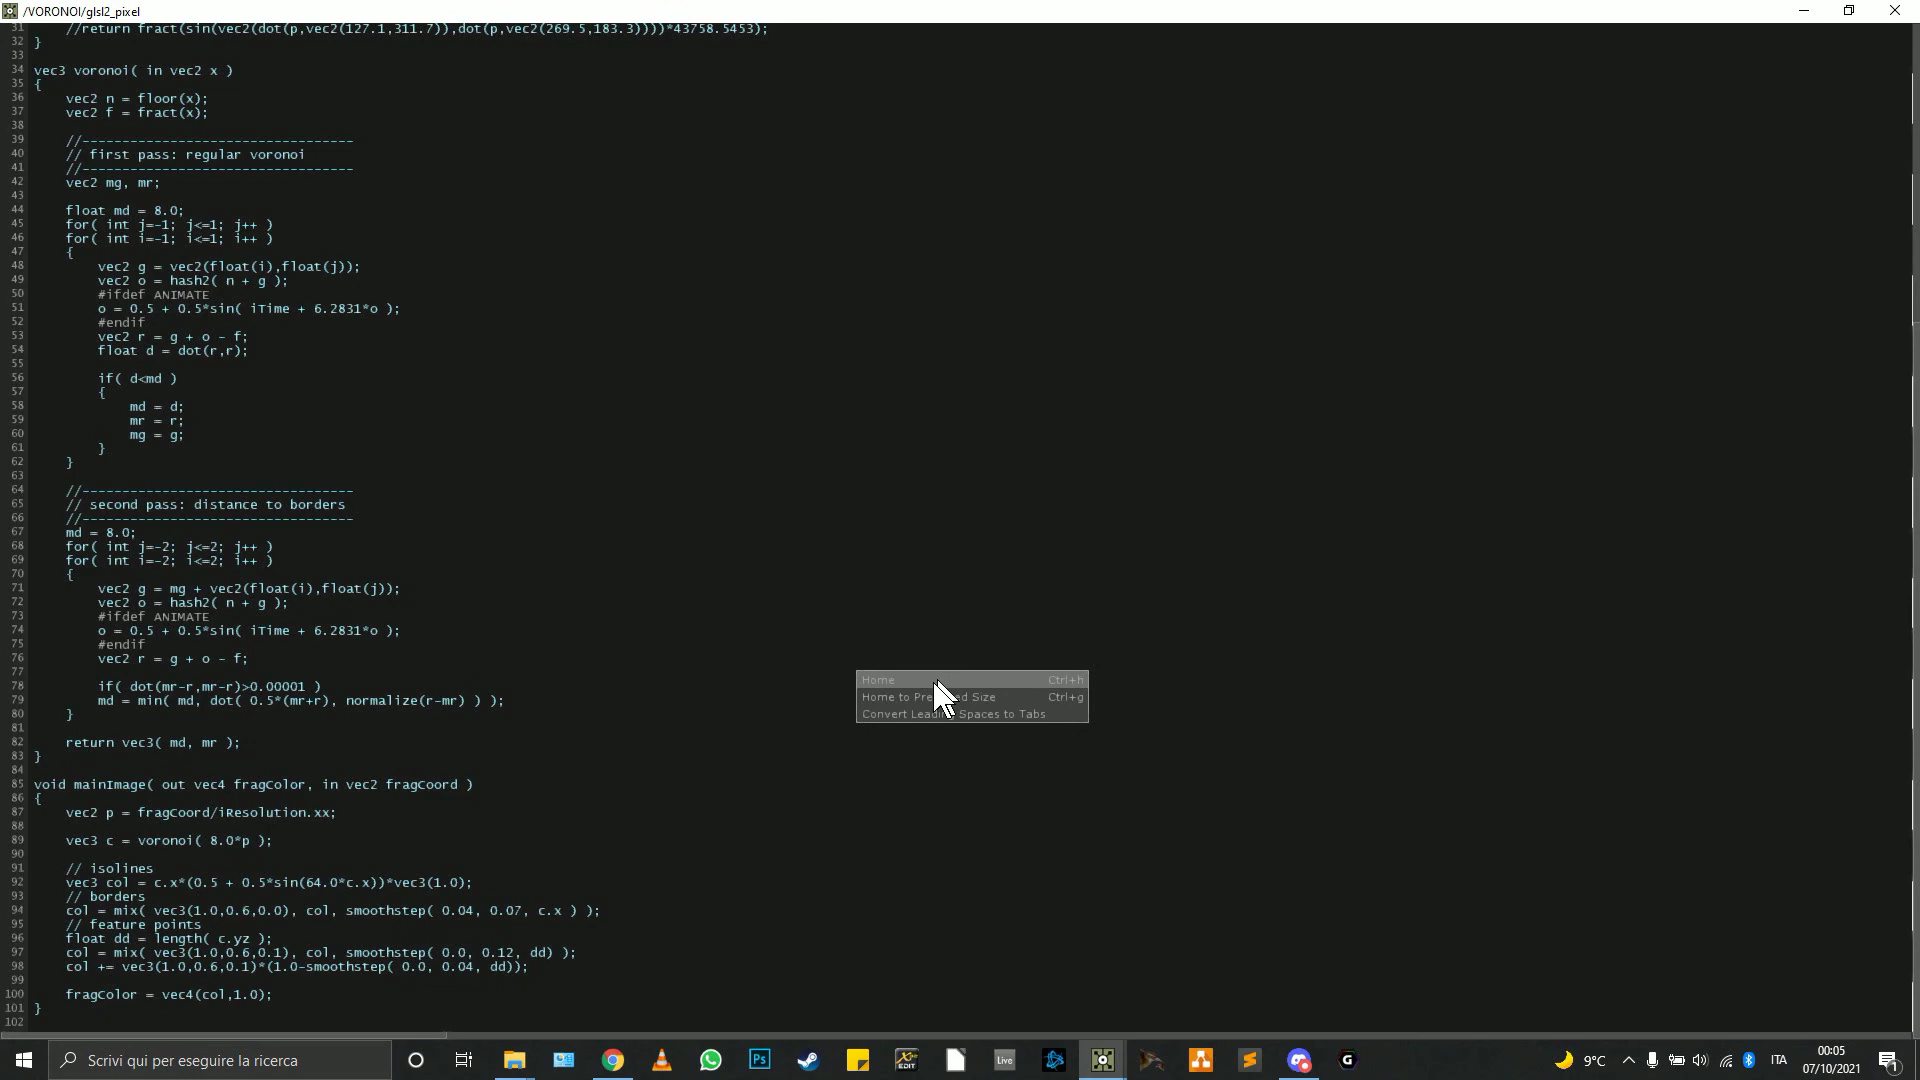 /VORONOI/glsl2_pixel
31 //return fract(sin(vec2(dot(p,vec2(127.1,311.7)),dot(p,vec2(269.5,183.3))))*43758.5453);
32 }
33
34 vec3 voronoi( in vec2 x )
35 {
36 vec2 n = floor(x);
37 vec2 f = fract(x);
38
39 //----------------------------------
40 // first pass: regular voronoi
41 //----------------------------------
42 vec2 mg, mr;
43
44 float md = 8.0;
45 for( int j=-1; j<=1; j++ )
46 for( int i=-1; i<=1; i++ )
47 {
48 vec2 g = vec2(float(i),float(j));
49 vec2 o = hash2( n + g );
50 #ifdef ANIMATE
51 o = 0.5 + 0.5*sin( iTime + 6.2831*o );
52 #endif
53 vec2 r = g + o - f;
54 float d = dot(r,r);
55
56 if( d<md )
57 {
58 md = d;
59 mr = r;
60 mg = g;
61 }
62 }
63
64 //----------------------------------
65 // second pass: distance to borders
66 //----------------------------------
67 md = 8.0;
68 for( int j=-2; j<=2; j++ )
69 for( int i=-2; i<=2; i++ )
70 {
71 vec2 g = mg + vec2(float(i),float(j));
72 vec2 o = hash2( n + g );
73 #ifdef ANIMATE
74 o = 0.5 + 0.5*sin( iTime + 6.2831*o );
75 #endif
76 vec2 r = g + o - f;
77
78 if( dot(mr-r,mr-r)>0.00001 )
79 md = min( md, dot( 0.5*(mr+r), normalize(r-mr) ) );
80 }
81
82 return vec3( md, mr );
83 }
84
85 void mainImage( out vec4 fragColor, in vec2 fragCoord )
86 {
87 vec2 p = fragCoord/iResolution.xx;
88
89 vec3 c = voronoi( 8.0*p );
90
91 // isolines
92 vec3 col = c.x*(0.5 + 0.5*sin(64.0*c.x))*vec3(1.0);
93 // borders
94 col = mix( vec3(1.0,0.6,0.0), col, smoothstep( 0.04, 0.07, c.x ) );
95 // feature points
96 float dd = length( c.yz );
97 col = mix( vec3(1.0,0.6,0.1), col, smoothstep( 0.0, 0.12, dd) );
98 col += vec3(1.0,0.6,0.1)*(1.0-smoothstep( 0.0, 0.04, dd));
99
100 fragColor = vec4(col,1.0);
101 }
102
Home Ctrl+h
Home to Size Ctrl+g
Convert Spaces to Tabs
Scrivi qui per eseguire la ricerca
Ps
EDIT
Live
G
9°C
ITA
00:05
07/10/2021
1